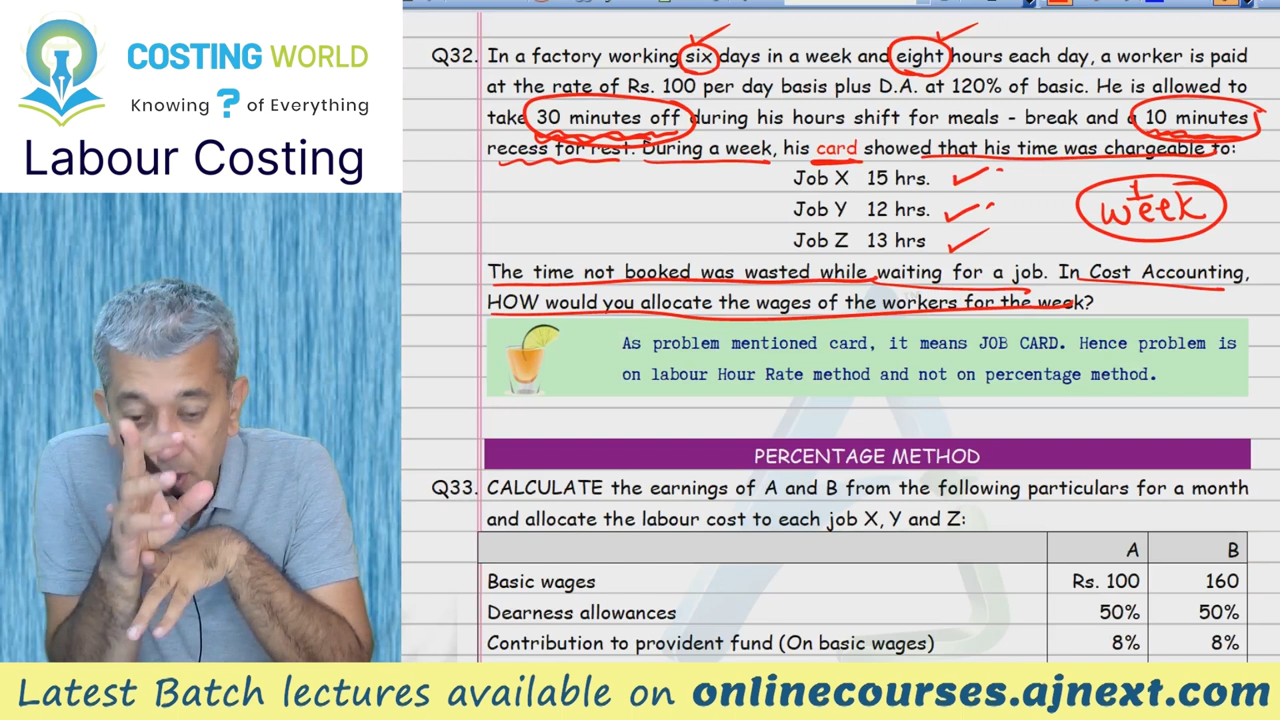 COSTING WORLD
Knowing ? of Everything
Labour Costing
Q32. In a factory working six days in a week and eight hours each day, a worker is paid
at the rate of Rs. 100 per day basis plus D.A. at 120% of basic. He is allowed to
take 30 minutes off during his hours shift for meals - break and a 10 minutes
recess for rest. During a week, his card showed that his time was chargeable to:
Job X 15 hrs.
Job Y 12 hrs.
Job Z 13 hrs
1 week
The time not booked was wasted while waiting for a job. In Cost Accounting,
HOW would you allocate the wages of the workers for the week?
As problem mentioned card, it means JOB CARD. Hence problem is
on labour Hour Rate method and not on percentage method.
PERCENTAGE METHOD
Q33. CALCULATE the earnings of A and B from the following particulars for a month
and allocate the labour cost to each job X, Y and Z:
A B
Basic wages Rs. 100 160
Dearness allowances 50% 50%
Contribution to provident fund (On basic wages) 8% 8%
Latest Batch lectures available on onlinecourses.ajnext.com